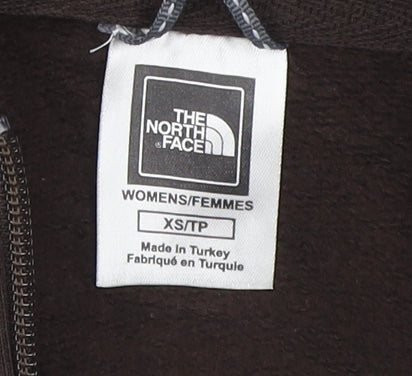 THE
NORTH
FACE
WOMENS/FEMMES
XS/TP
Made in Turkey
Fabriqué en Turquie